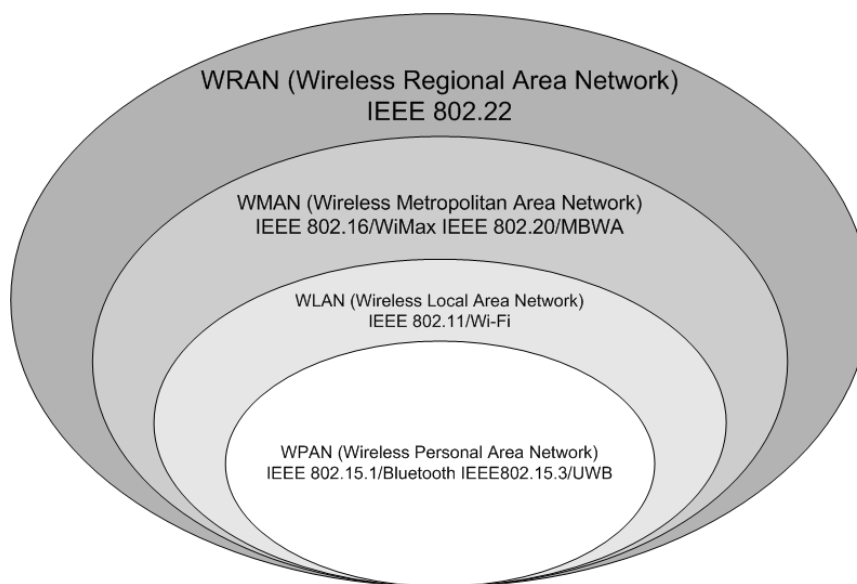 WRAN (Wireless Regional Area Network)
IEEE 802.22
WMAN (Wireless Metropolitan Area Network)
IEEE 802.16/WiMax IEEE 802.20/MBWA
WLAN (Wireless Local Area Network)
IEEE 802.11/Wi-Fi
WPAN (Wireless Personal Area Network)
IEEE 802.15.1/Bluetooth IEEE802.15.3/UWB